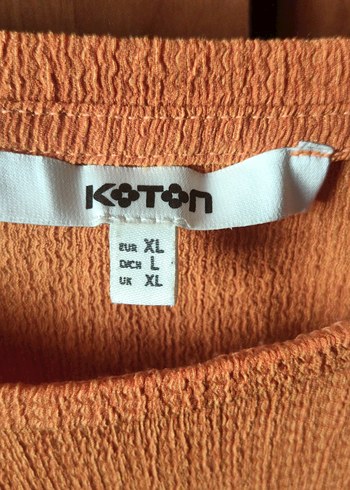 KOTON
EUR XL
D/CH L
UK XL